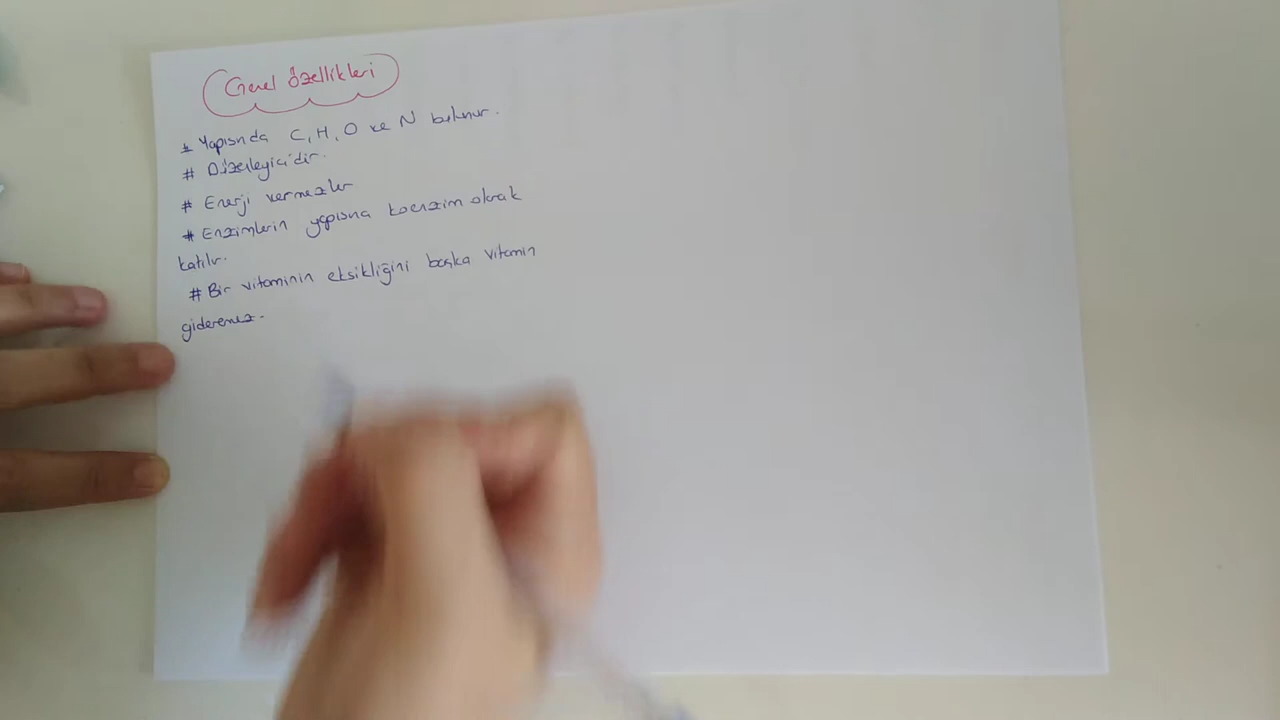 Genel özellikleri
* Yapısında C, H, O ve N bulunur.
# Düzenleyicidir.
# Enerji vermezler
# Enzimlerin yapısına koenzim olarak
katılır.
# Bir vitaminin eksikliğini başka vitamin
gideremez.